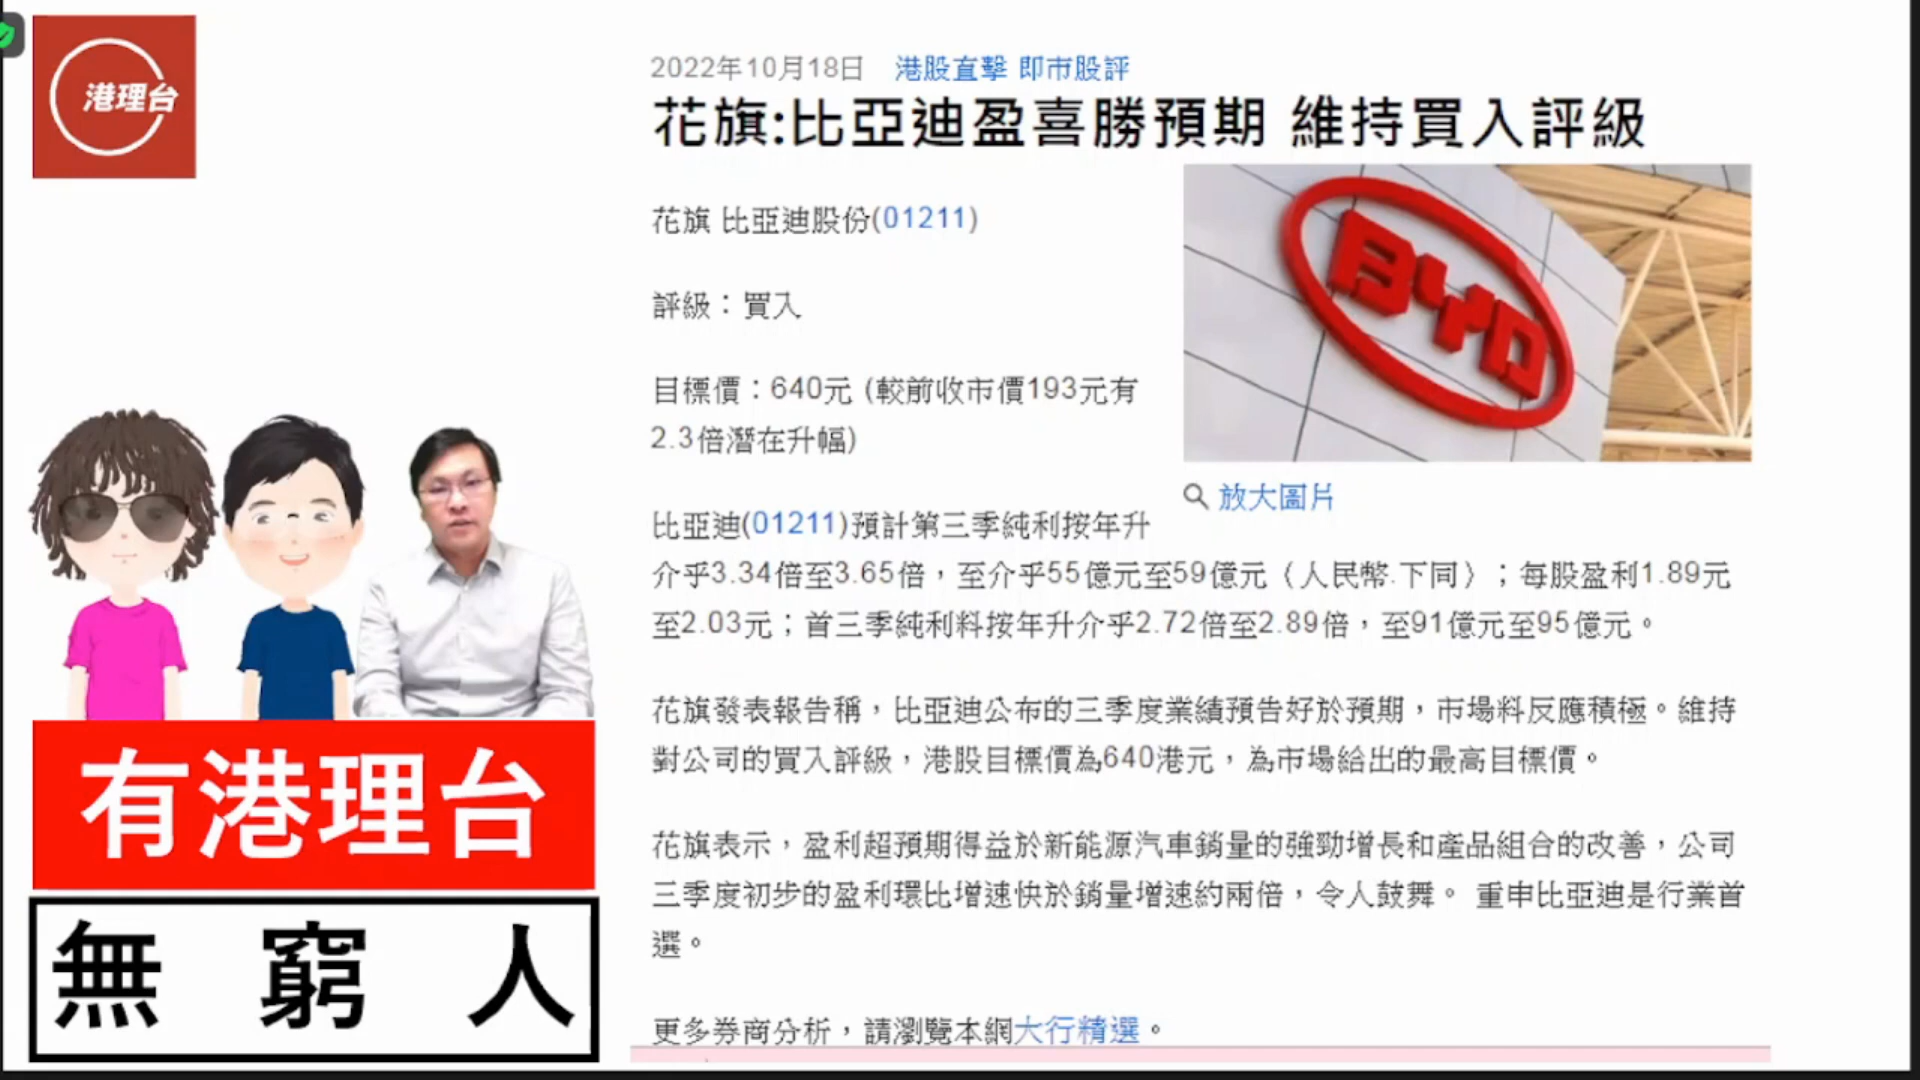 港理台
2022年10月18日 港股直擊 即市股評
花旗:比亞迪盈喜勝預期 維持買入評級
花旗 比亞迪股份(01211)
評級：買入
目標價：640元 (較前收市價193元有
2.3倍潛在升幅)
BYD
放大圖片
比亞迪(01211)預計第三季純利按年升
介乎3.34倍至3.65倍，至介乎55億元至59億元（人民幣.下同）；每股盈利1.89元
至2.03元；首三季純利料按年升介乎2.72倍至2.89倍，至91億元至95億元。
花旗發表報告稱，比亞迪公布的三季度業績預告好於預期，市場料反應積極。維持
對公司的買入評級，港股目標價為640港元，為市場給出的最高目標價。
花旗表示，盈利超預期得益於新能源汽車銷量的強勁增長和產品組合的改善，公司
三季度初步的盈利環比增速快於銷量增速約兩倍，令人鼓舞。 重申比亞迪是行業首
選。
更多券商分析，請瀏覽本網大行精選。
有港理台
無窮人